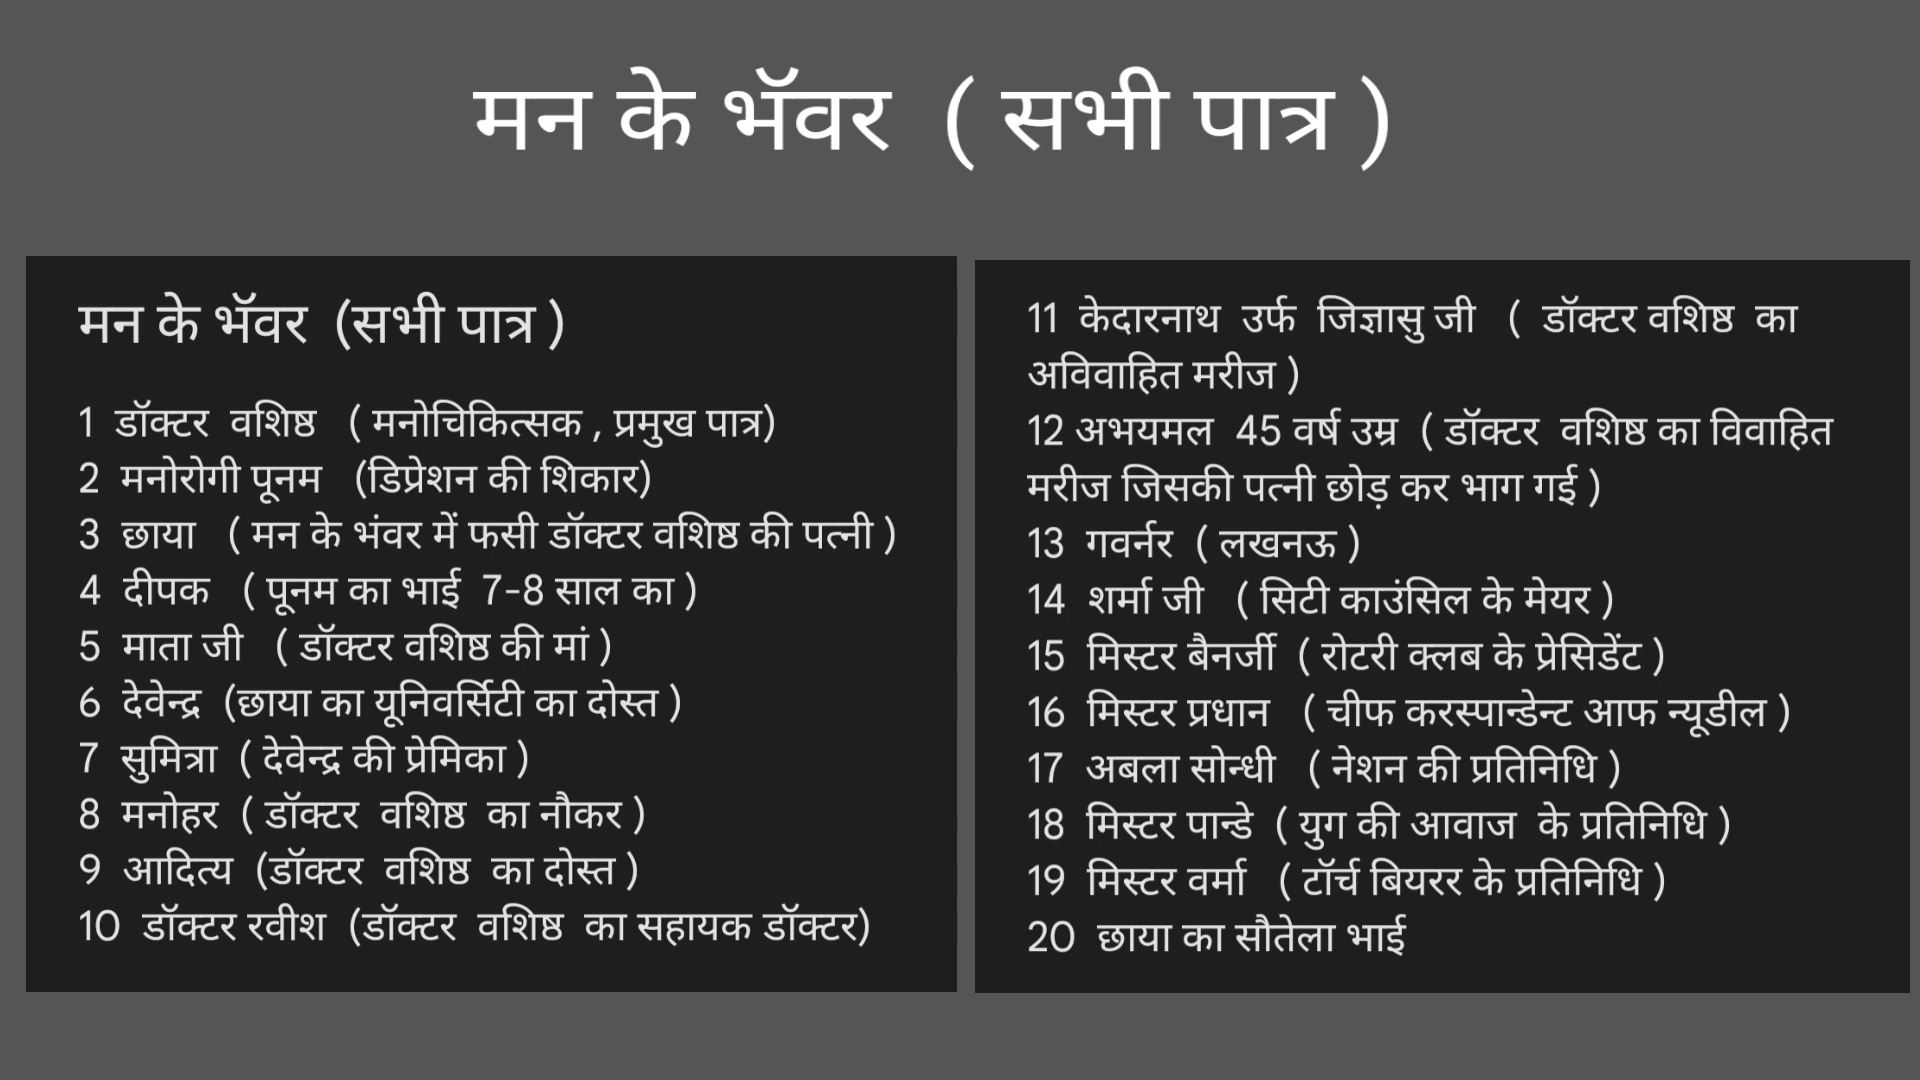 मन के भॅवर ( सभी पात्र )
मन के भॅवर (सभी पात्र )
1 डॉक्टर वशिष्ठ ( मनोचिकित्सक , प्रमुख पात्र)
2 मनोरोगी पूनम (डिप्रेशन की शिकार)
3 छाया ( मन के भंवर में फसी डॉक्टर वशिष्ठ की पत्नी )
4 दीपक ( पूनम का भाई 7-8 साल का )
5 माता जी ( डॉक्टर वशिष्ठ की मां )
6 देवेन्द्र (छाया का यूनिवर्सिटी का दोस्त )
7 सुमित्रा ( देवेन्द्र की प्रेमिका )
8 मनोहर ( डॉक्टर वशिष्ठ का नौकर )
9 आदित्य (डॉक्टर वशिष्ठ का दोस्त )
10 डॉक्टर रवीश (डॉक्टर वशिष्ठ का सहायक डॉक्टर)
11 केदारनाथ उर्फ जिज्ञासु जी ( डॉक्टर वशिष्ठ का
अविवाहित मरीज )
12 अभयमल 45 वर्ष उम्र ( डॉक्टर वशिष्ठ का विवाहित
मरीज जिसकी पत्नी छोड़ कर भाग गई )
13 गवर्नर ( लखनऊ )
14 शर्मा जी ( सिटी काउंसिल के मेयर )
15 मिस्टर बैनर्जी ( रोटरी क्लब के प्रेसिडेंट )
16 मिस्टर प्रधान ( चीफ करस्पान्डेन्ट आफ न्यूडील )
17 अबला सोन्धी ( नेशन की प्रतिनिधि )
18 मिस्टर पान्डे ( युग की आवाज के प्रतिनिधि )
19 मिस्टर वर्मा ( टॉर्च बियरर के प्रतिनिधि )
20 छाया का सौतेला भाई